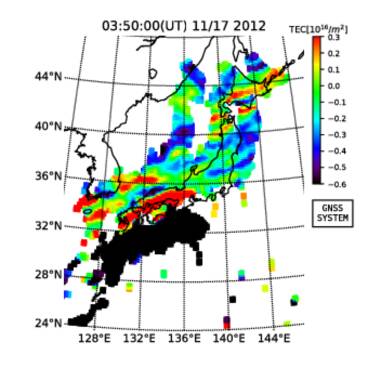 03:50:00(UT) 11/17 2012
TEC[10¹⁶/m²]
0.3
0.2
0.1
0.0
-0.1
-0.2
-0.3
-0.4
-0.5
-0.6
GNSS
SYSTEM
44°N
40°N
36°N
32°N
28°N
24°N
128°E 132°E 136°E 140°E 144°E